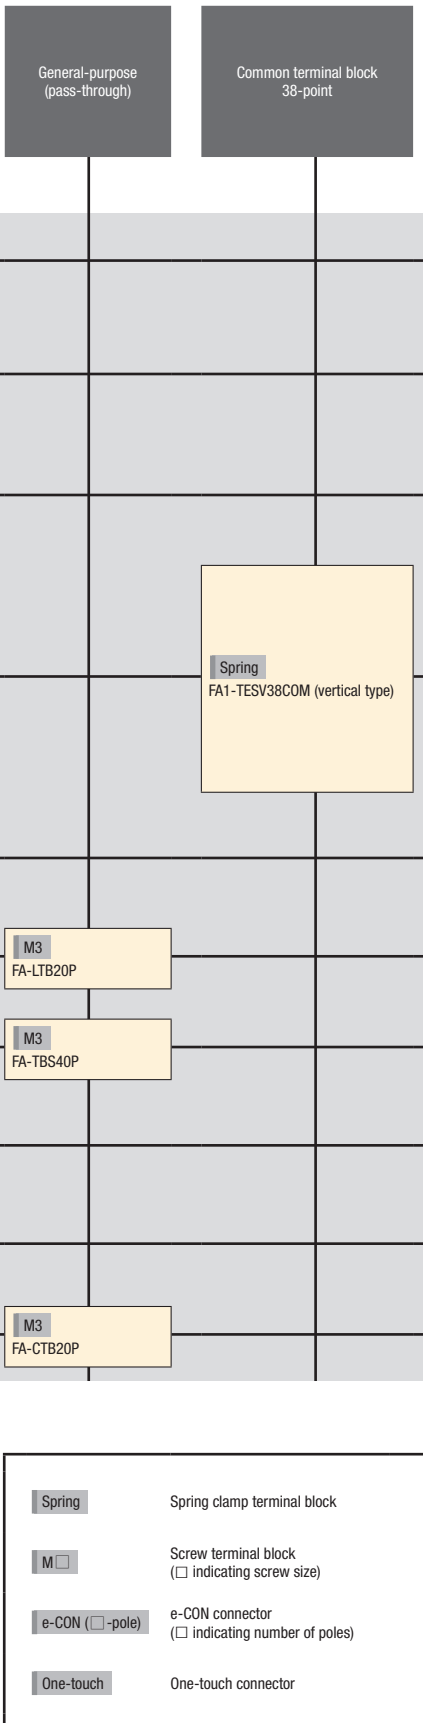 General-purpose
(pass-through)
Common terminal block
38-point
Spring
FA1-TESV38COM (vertical type)
M3
FA-LTB20P
M3
FA-TBS40P
M3
FA-CTB20P
Spring
Spring clamp terminal block
M□
Screw terminal block
(□ indicating screw size)
e-CON (□-pole)
e-CON connector
(□ indicating number of poles)
One-touch
One-touch connector